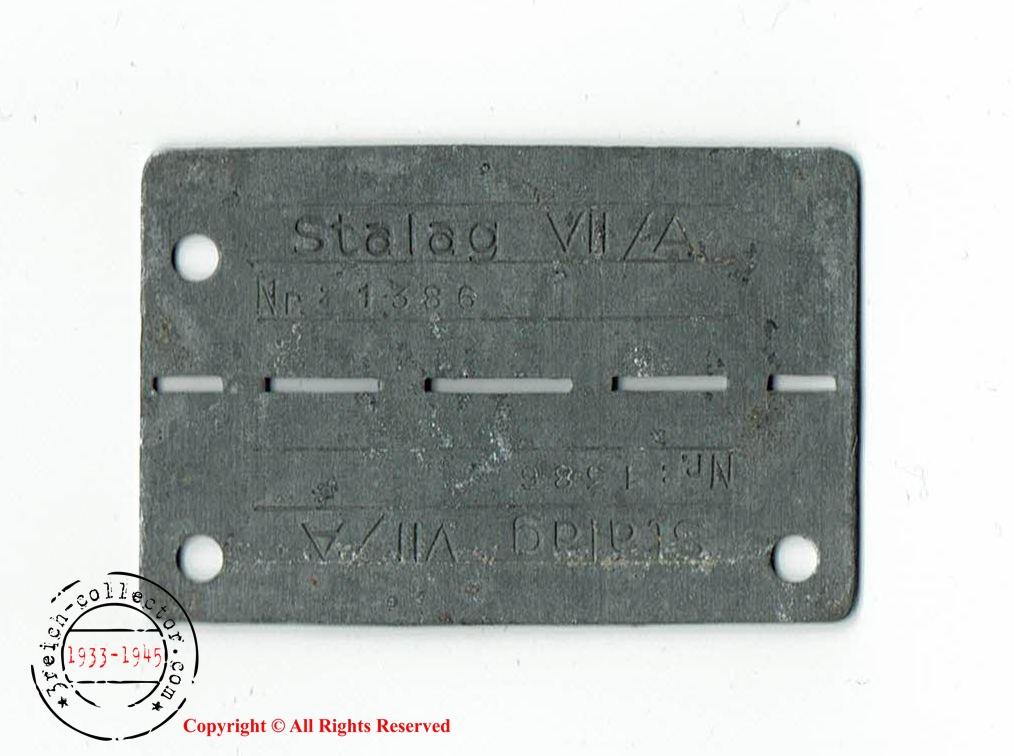 Stalag VII/A
Nr.: 1386
Nr.: 1386
Stalag VII/A
3reich-collector.com
1933-1945
Copyright © All Rights Reserved